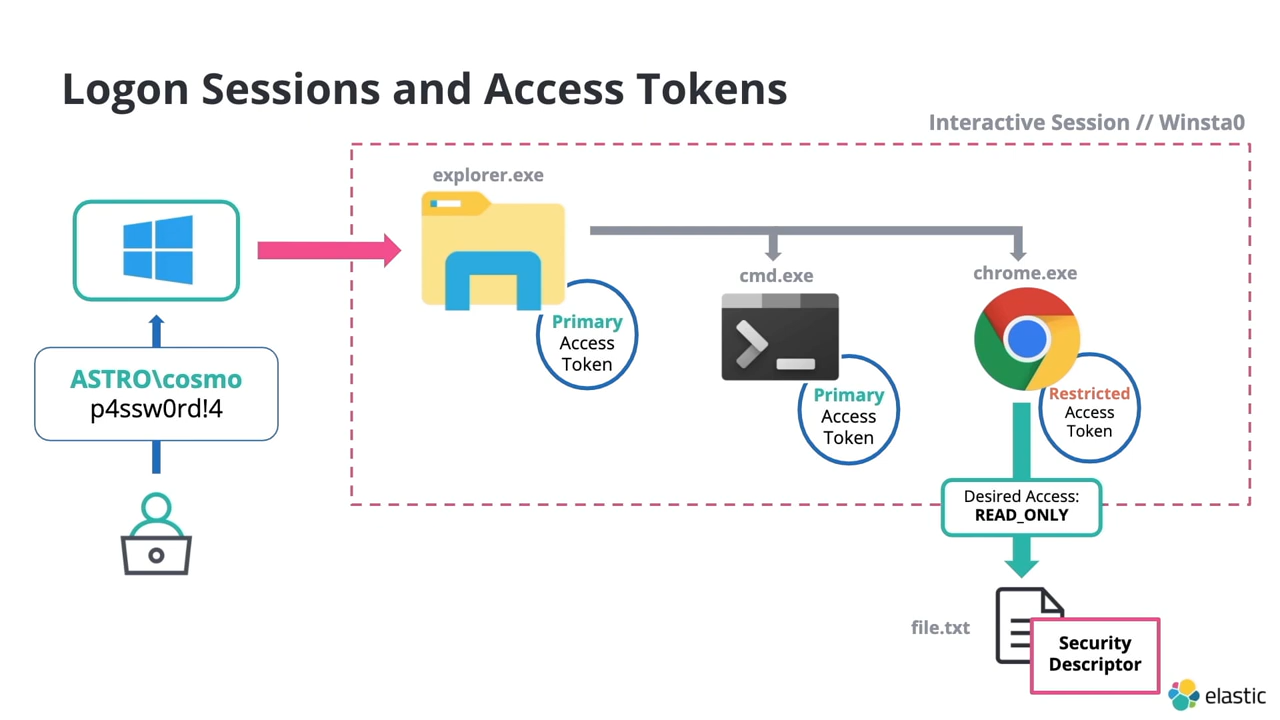 Logon Sessions and Access Tokens
Interactive Session // Winsta0
explorer.exe
Primary
Access
Token
cmd.exe
Primary
Access
Token
chrome.exe
Restricted
Access
Token
ASTRO\cosmo
p4ssw0rd!4
Desired Access:
READ_ONLY
file.txt
Security
Descriptor
elastic